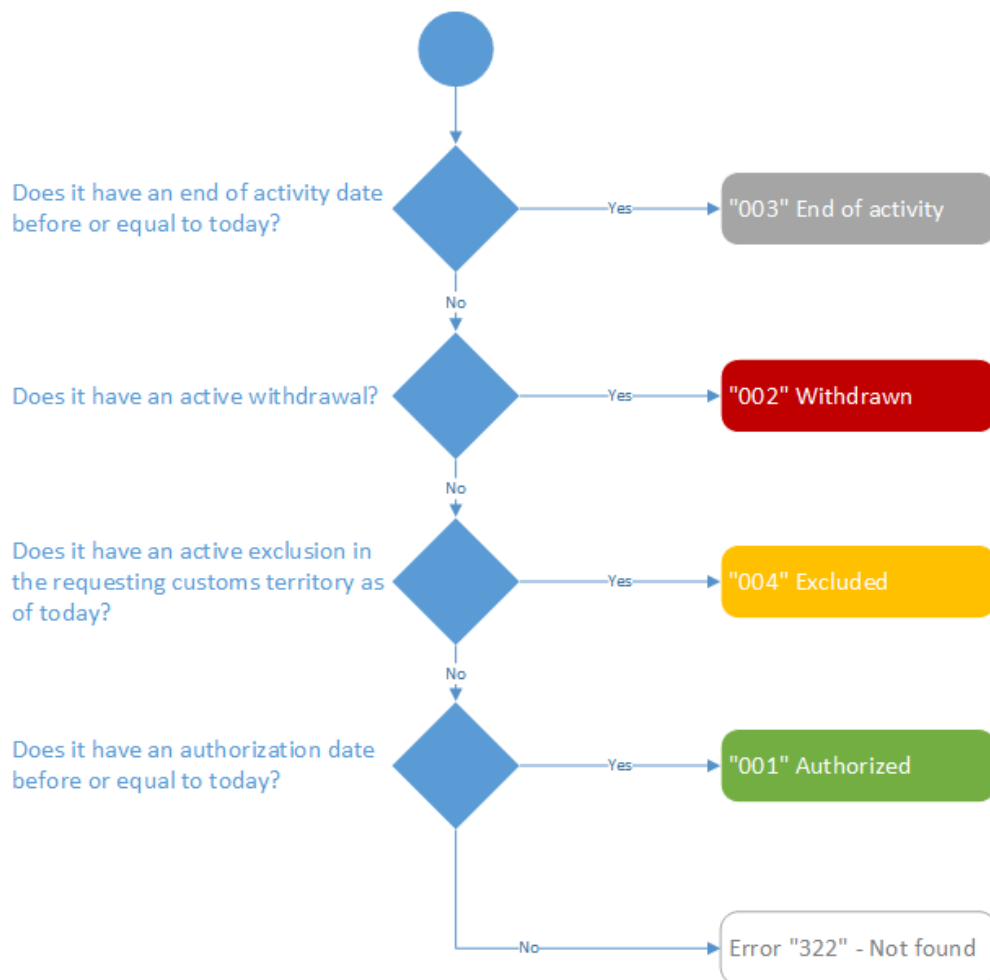 Does it have an end of activity date
before or equal to today?
Yes
"003" End of activity
No
Does it have an active withdrawal?
Yes
"002" Withdrawn
No
Does it have an active exclusion in
the requesting customs territory as
of today?
Yes
"004" Excluded
No
Does it have an authorization date
before or equal to today?
Yes
"001" Authorized
No
Error "322" - Not found